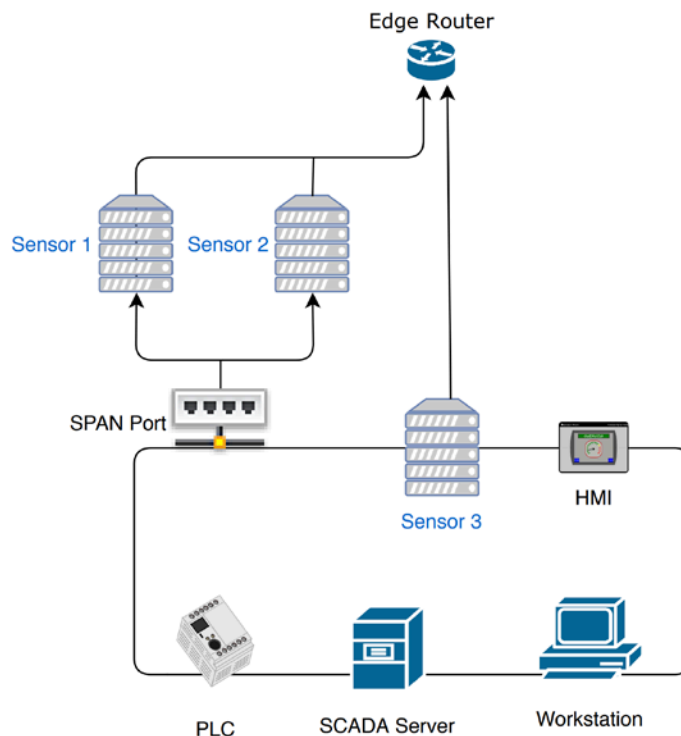 Edge Router
Sensor 1
Sensor 2
SPAN Port
Sensor 3
HMI
PLC
SCADA Server
Workstation